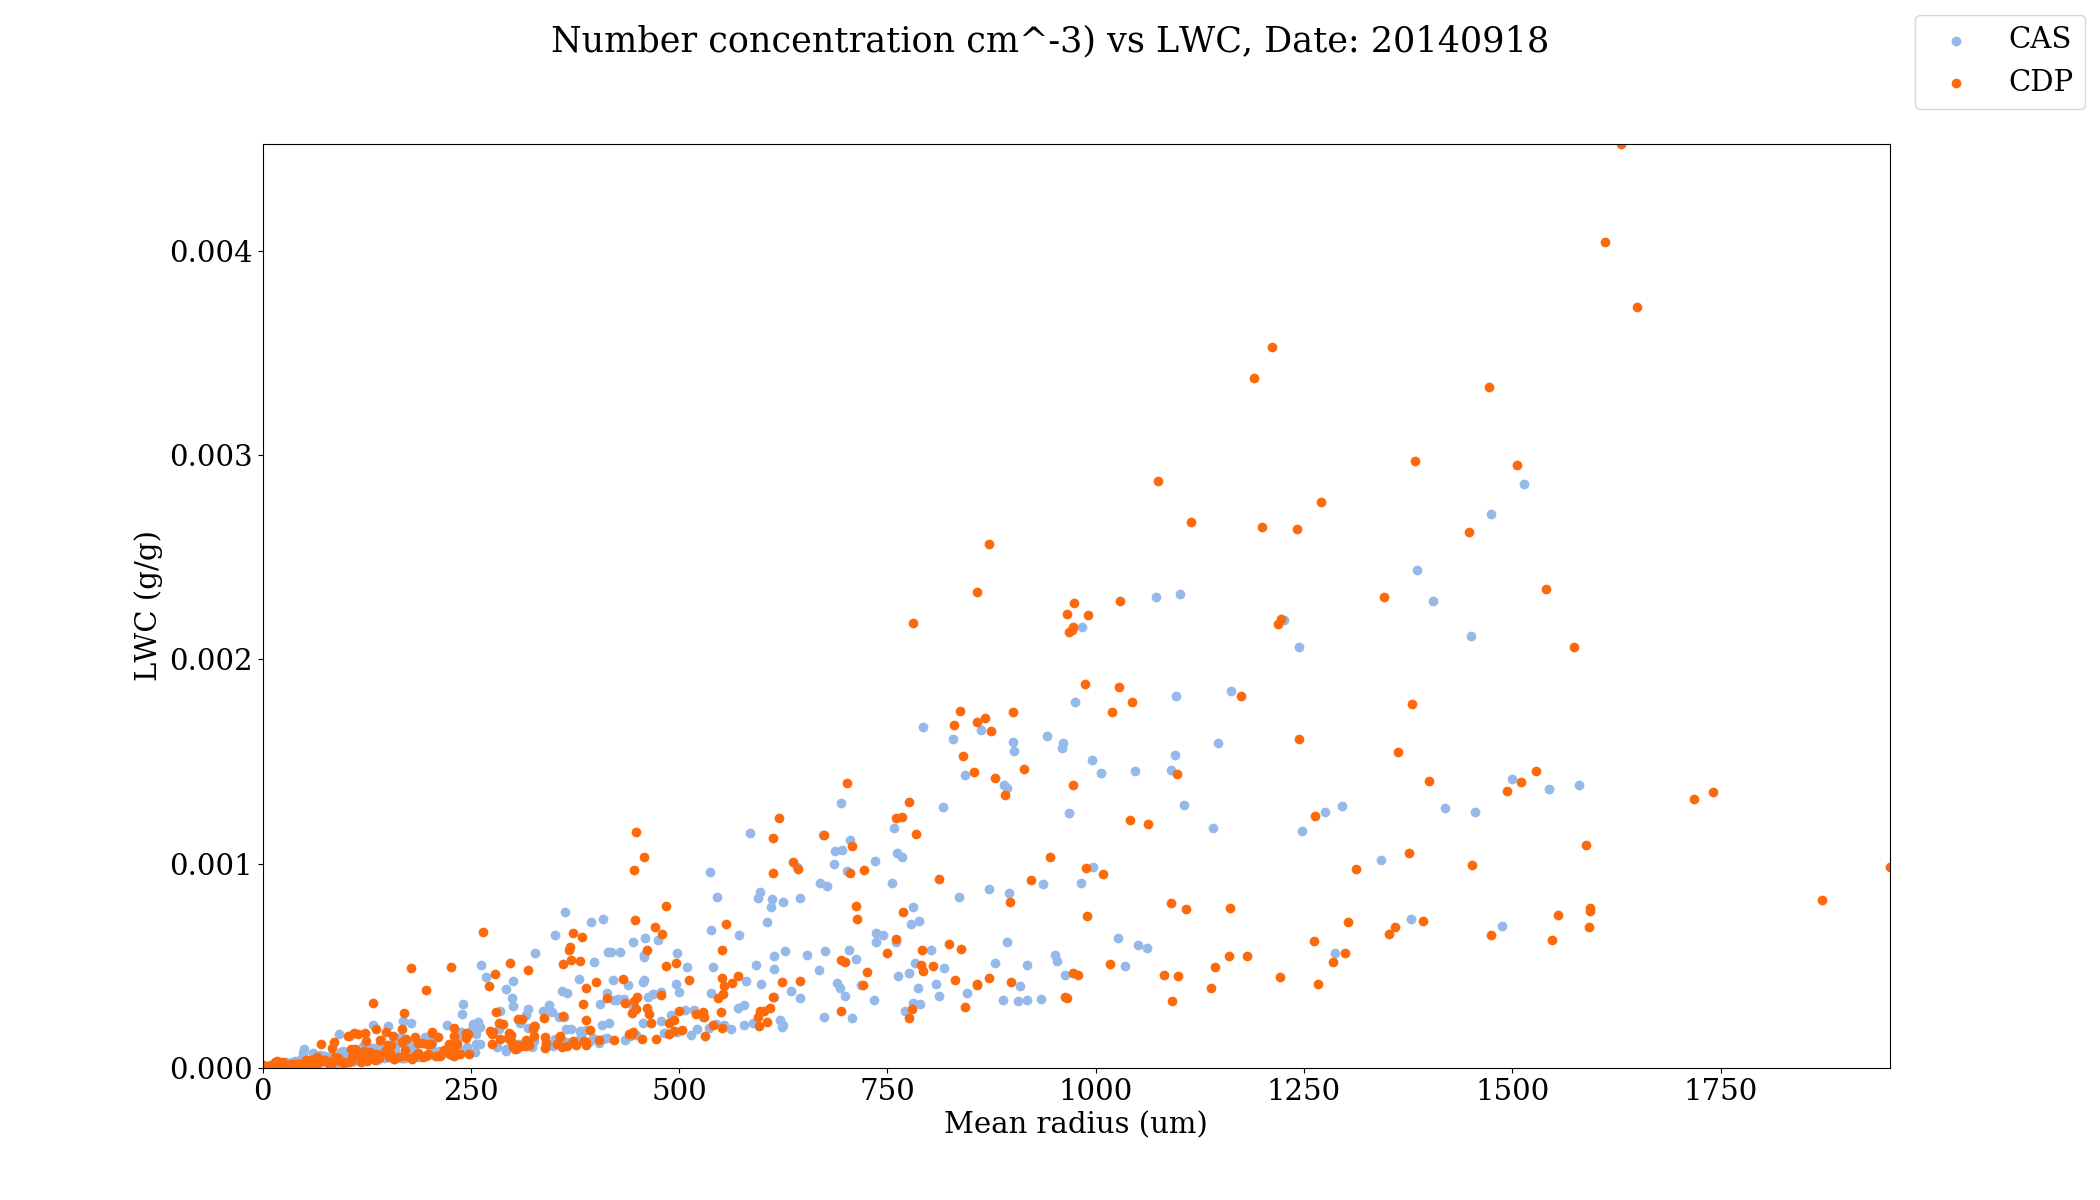 Number concentration cm^-3) vs LWC, Date: 20140918
CAS
CDP
0.004
0.003
0.002
0.001
0.000
LWC (g/g)
0 250 500 750 1000 1250 1500 1750
Mean radius (um)